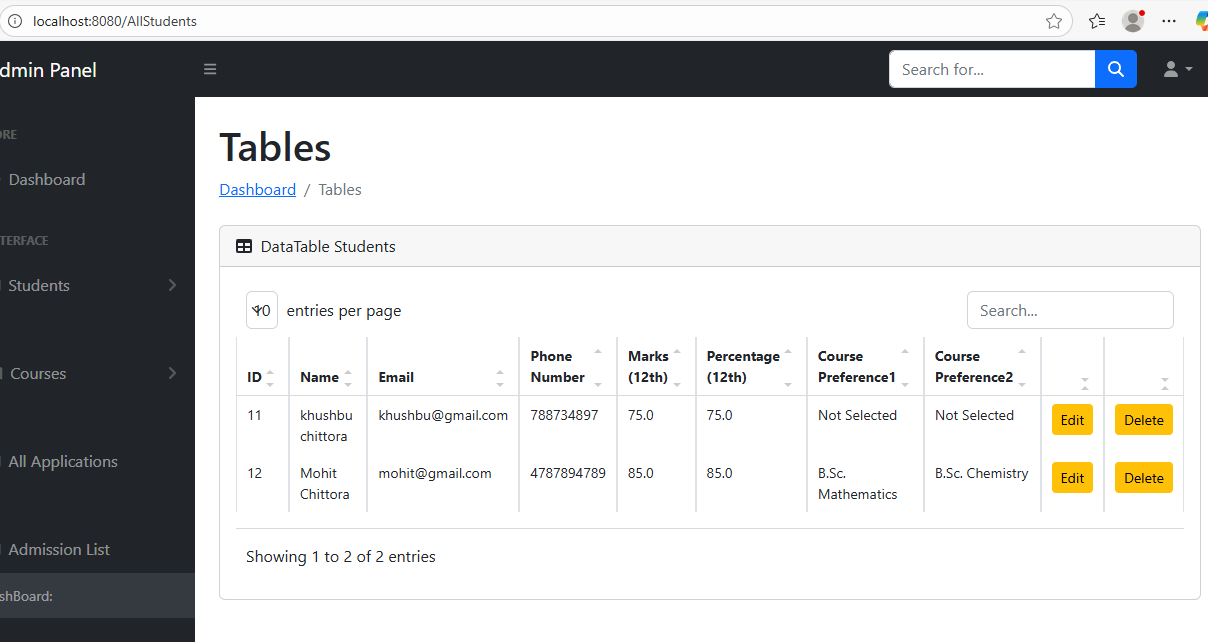 localhost:8080/AllStudents
dmin Panel
Search for...
ORE
Dashboard
TERFACE
Students
Courses
All Applications
Admission List
shBoard:
Tables
Dashboard / Tables
DataTable Students
10 entries per page
Search...
ID Name Email Phone Number Marks (12th) Percentage (12th) Course Preference1 Course Preference2
11 khushbu chittora khushbu@gmail.com 788734897 75.0 75.0 Not Selected Not Selected Edit Delete
12 Mohit Chittora mohit@gmail.com 4787894789 85.0 85.0 B.Sc. Mathematics B.Sc. Chemistry Edit Delete
Showing 1 to 2 of 2 entries